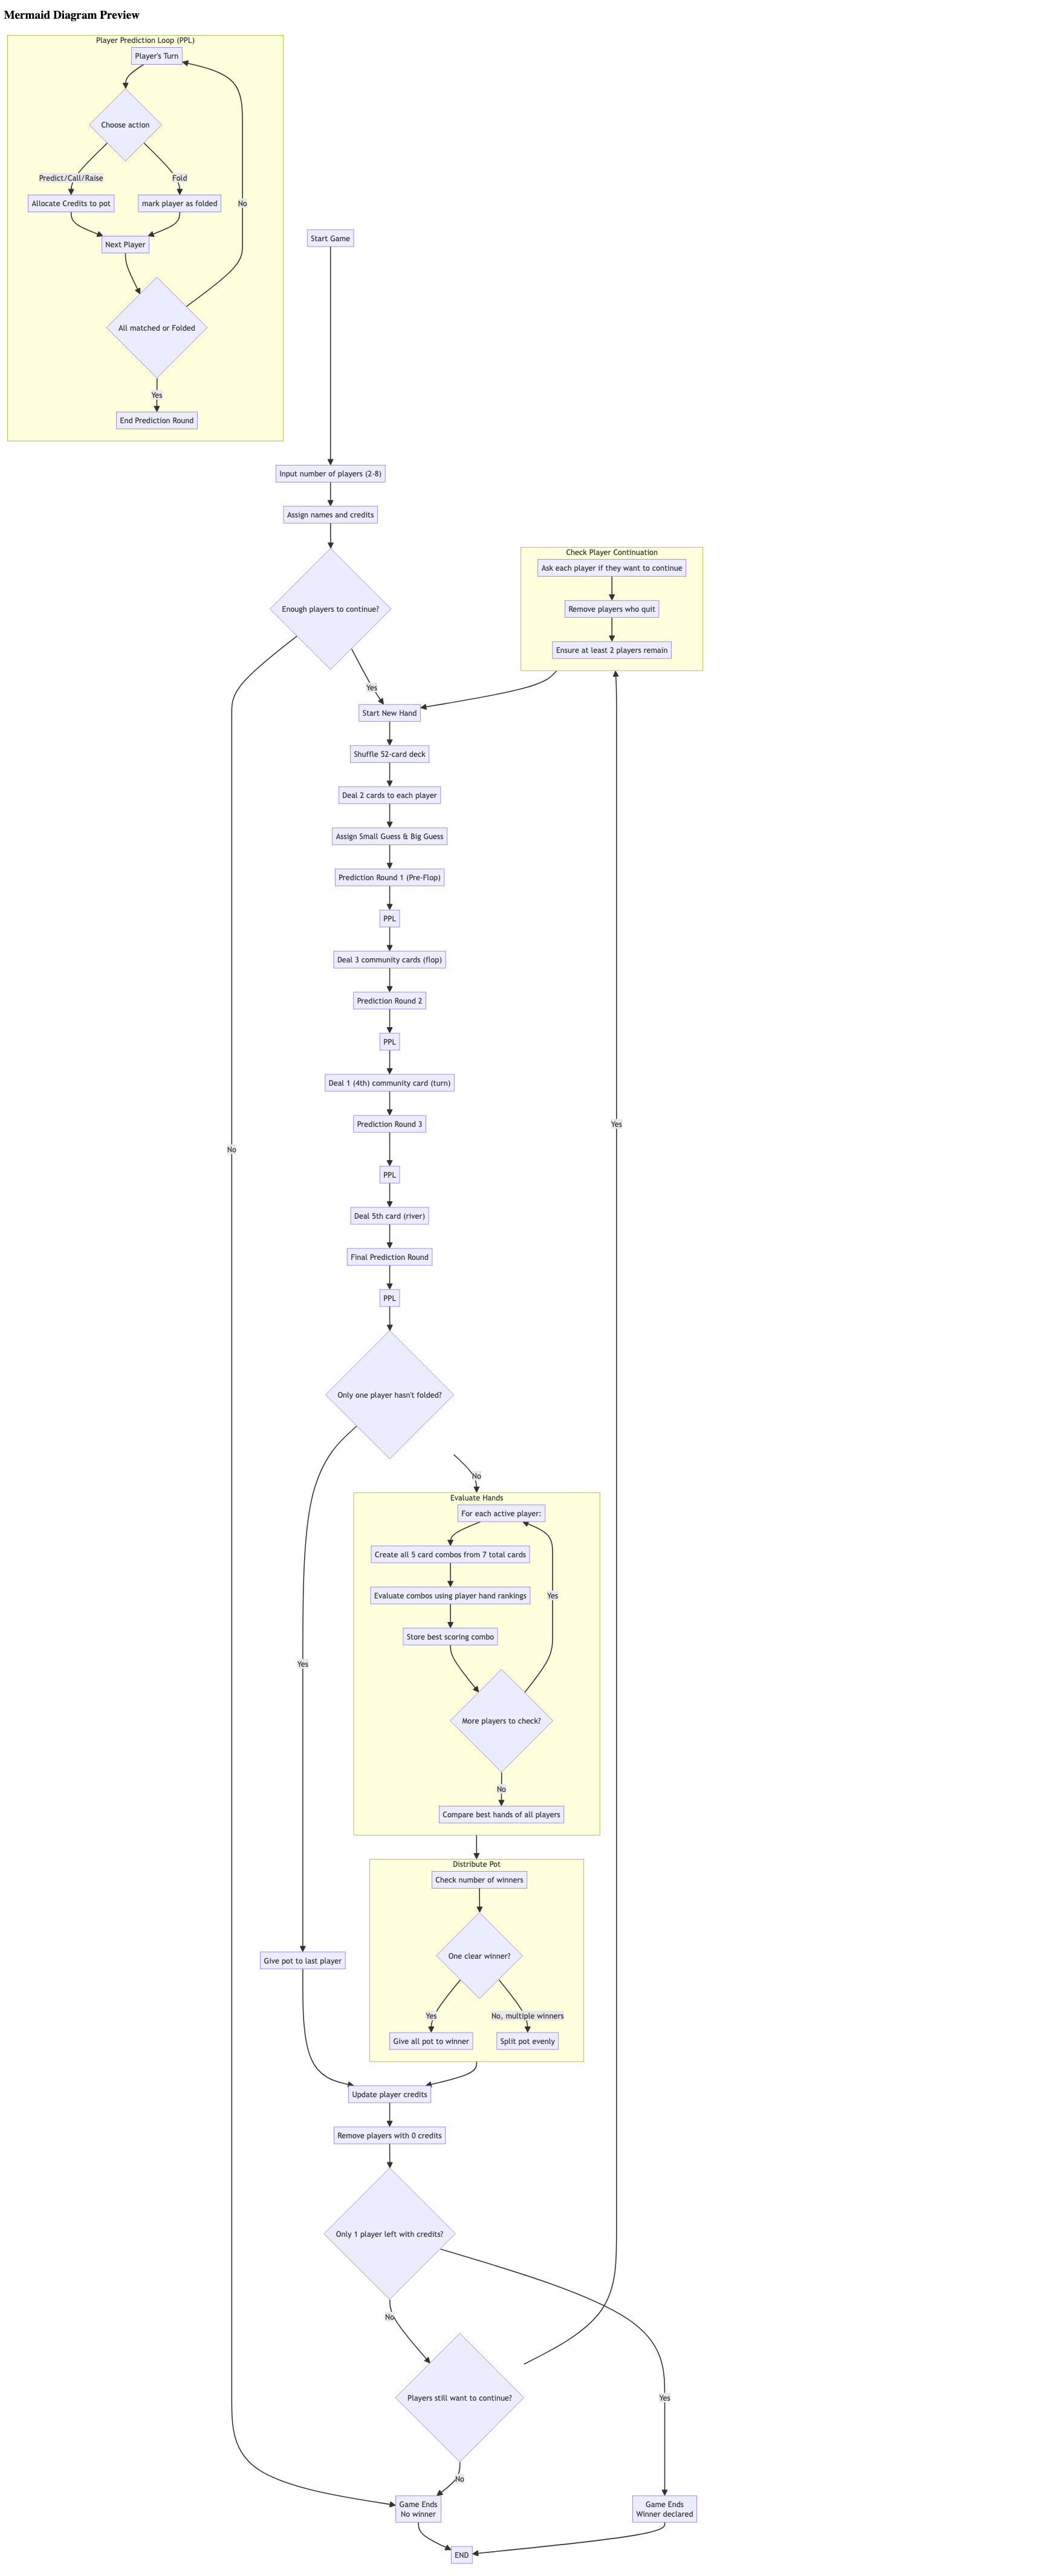 Mermaid Diagram Preview
Player Prediction Loop (PPL)
Player's Turn
Choose action
Predict/Call/Raise
Fold
Allocate Credits to pot
mark player as folded
No
Next Player
All matched or Folded
Yes
End Prediction Round
Start Game
Input number of players (2-8)
Assign names and credits
Enough players to continue?
Check Player Continuation
Ask each player if they want to continue
Remove players who quit
Ensure at least 2 players remain
Yes
Start New Hand
Shuffle 52-card deck
Deal 2 cards to each player
Assign Small Guess & Big Guess
Prediction Round 1 (Pre-Flop)
PPL
Deal 3 community cards (flop)
Prediction Round 2
PPL
Deal 1 (4th) community card (turn)
Prediction Round 3
Yes
No
PPL
Deal 5th card (river)
Final Prediction Round
PPL
Only one player hasn't folded?
No
Evaluate Hands
For each active player:
Create all 5 card combos from 7 total cards
Evaluate combos using player hand rankings
Yes
Store best scoring combo
Yes
More players to check?
No
Compare best hands of all players
Distribute Pot
Check number of winners
One clear winner?
Give pot to last player
Yes
No, multiple winners
Give all pot to winner
Split pot evenly
Update player credits
Remove players with 0 credits
Only 1 player left with credits?
No
Players still want to continue?
Yes
No
Game Ends
No winner
Game Ends
Winner declared
END